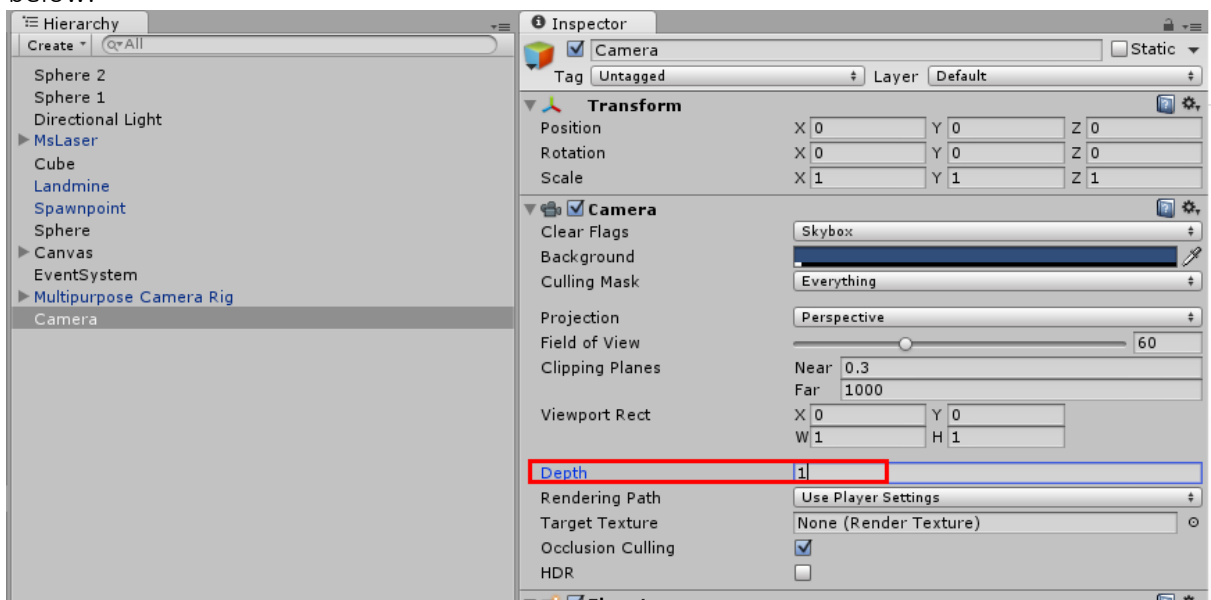 Hierarchy
Create All
Sphere 2
Sphere 1
Directional Light
MsLaser
Cube
Landmine
Spawnpoint
Sphere
Canvas
EventSystem
Multipurpose Camera Rig
Camera
Inspector
Camera Static
Tag Untagged Layer Default
Transform
Position X 0 Y 0 Z 0
Rotation X 0 Y 0 Z 0
Scale X 1 Y 1 Z 1
Camera
Clear Flags Skybox
Background
Culling Mask Everything
Projection Perspective
Field of View 60
Clipping Planes Near 0.3
Far 1000
Viewport Rect X 0 Y 0
W 1 H 1
Depth 1
Rendering Path Use Player Settings
Target Texture None (Render Texture)
Occlusion Culling
HDR